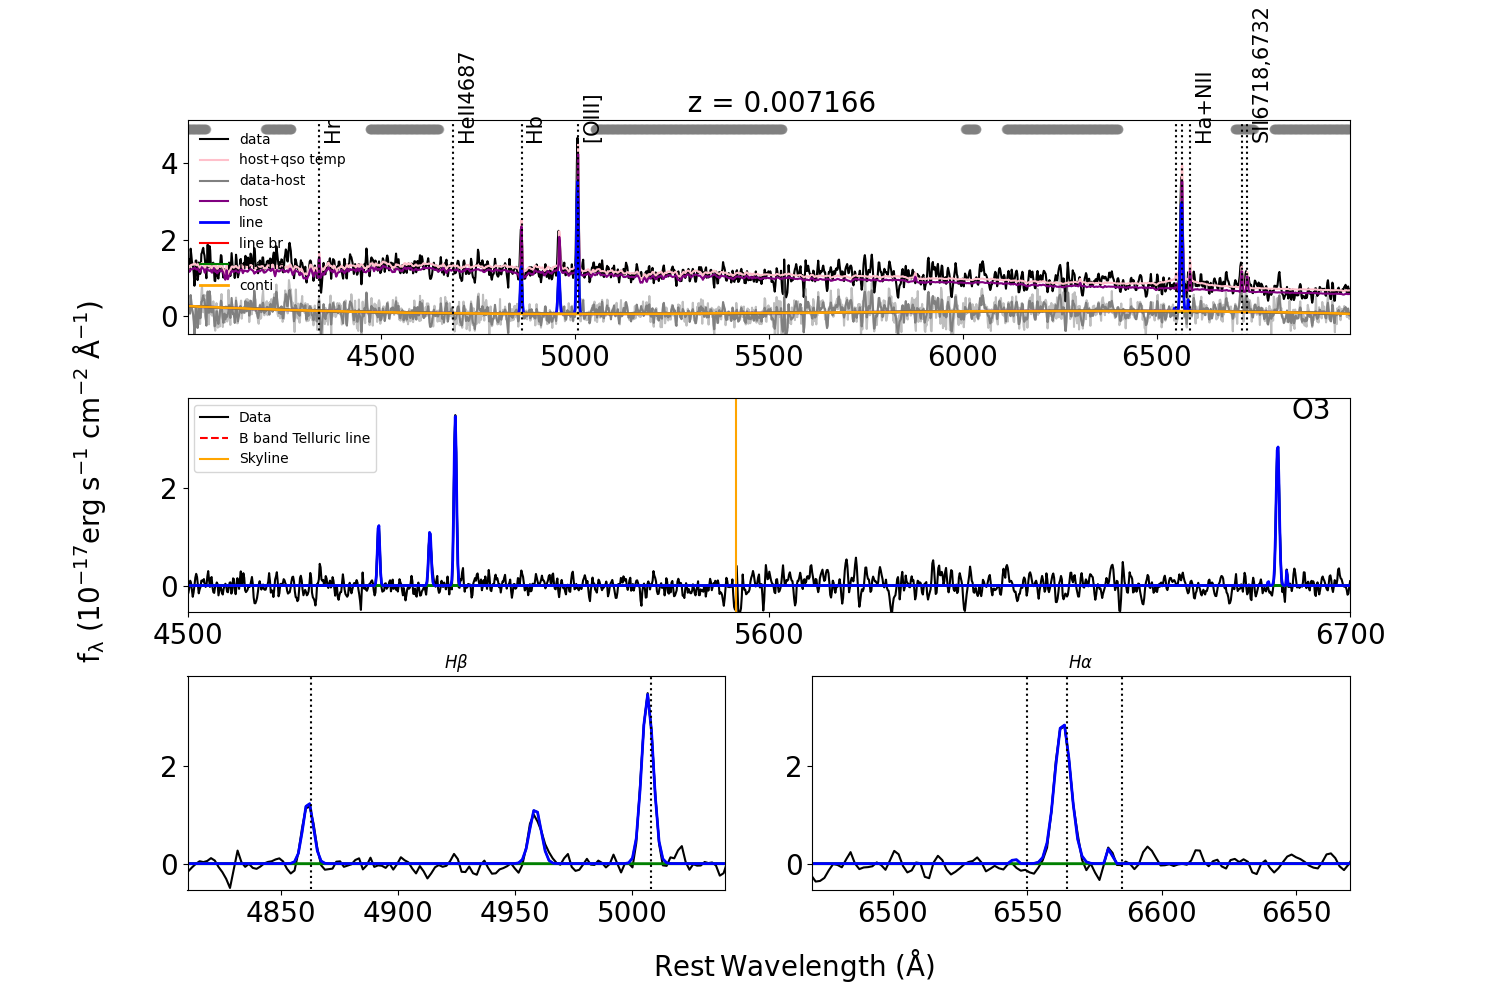 z = 0.007166
Hr
HeII4687
Hb
[OIII]
Ha+NII
SII6718,6732
data
host+qso temp
data-host
host
line
line br
conti
4
2
0
4500
5000
5500
6000
6500
O3
Data
B band Telluric line
Skyline
2
0
4500
5600
6700
fλ (10−17erg s−1 cm−2 Å−1)
Hβ
2
0
4850
4900
4950
5000
Hα
2
0
6500
6550
6600
6650
Rest Wavelength (Å)